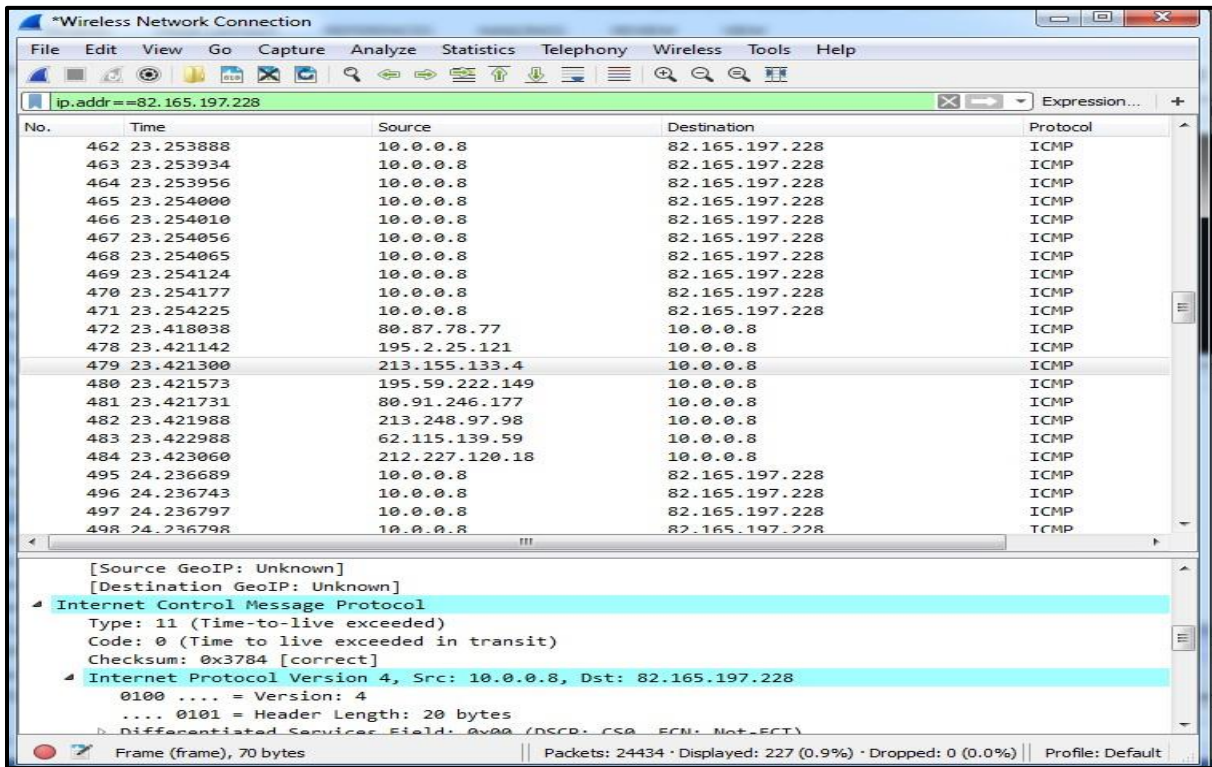 *Wireless Network Connection
File Edit View Go Capture Analyze Statistics Telephony Wireless Tools Help
ip.addr==82.165.197.228 Expression... +
No. Time Source Destination Protocol
462 23.253888 10.0.0.8 82.165.197.228 ICMP
463 23.253934 10.0.0.8 82.165.197.228 ICMP
464 23.253956 10.0.0.8 82.165.197.228 ICMP
465 23.254000 10.0.0.8 82.165.197.228 ICMP
466 23.254010 10.0.0.8 82.165.197.228 ICMP
467 23.254056 10.0.0.8 82.165.197.228 ICMP
468 23.254065 10.0.0.8 82.165.197.228 ICMP
469 23.254124 10.0.0.8 82.165.197.228 ICMP
470 23.254177 10.0.0.8 82.165.197.228 ICMP
471 23.254225 10.0.0.8 82.165.197.228 ICMP
472 23.418038 80.87.78.77 10.0.0.8 ICMP
478 23.421142 195.2.25.121 10.0.0.8 ICMP
479 23.421300 213.155.133.4 10.0.0.8 ICMP
480 23.421573 195.59.222.149 10.0.0.8 ICMP
481 23.421731 80.91.246.177 10.0.0.8 ICMP
482 23.421988 213.248.97.98 10.0.0.8 ICMP
483 23.422988 62.115.139.59 10.0.0.8 ICMP
484 23.423060 212.227.120.18 10.0.0.8 ICMP
495 24.236689 10.0.0.8 82.165.197.228 ICMP
496 24.236743 10.0.0.8 82.165.197.228 ICMP
497 24.236797 10.0.0.8 82.165.197.228 ICMP
498 24.236798 10.0.0.8 82.165.197.228 ICMP
[Source GeoIP: Unknown]
[Destination GeoIP: Unknown]
Internet Control Message Protocol
Type: 11 (Time-to-live exceeded)
Code: 0 (Time to live exceeded in transit)
Checksum: 0x3784 [correct]
Internet Protocol Version 4, Src: 10.0.0.8, Dst: 82.165.197.228
0100 .... = Version: 4
.... 0101 = Header Length: 20 bytes
Differentiated Services Field: 0x00 (DSCP: CS0, ECN: Not-ECT)
Frame (frame), 70 bytes Packets: 24434 · Displayed: 227 (0.9%) · Dropped: 0 (0.0%) Profile: Default